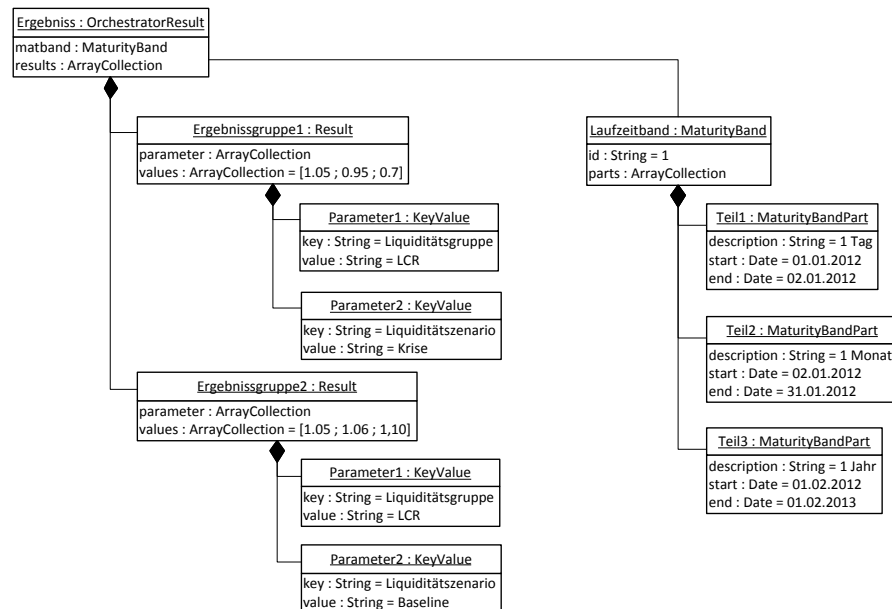 Ergebniss : OrchestratorResult
matband : MaturityBand
results : ArrayCollection
Ergebnissgruppe1 : Result
parameter : ArrayCollection
values : ArrayCollection = [1.05 ; 0.95 ; 0.7]
Parameter1 : KeyValue
key : String = Liquiditätsgruppe
value : String = LCR
Parameter2 : KeyValue
key : String = Liquiditätszenario
value : String = Krise
Ergebnissgruppe2 : Result
parameter : ArrayCollection
values : ArrayCollection = [1.05 ; 1.06 ; 1,10]
Parameter1 : KeyValue
key : String = Liquiditätsgruppe
value : String = LCR
Parameter2 : KeyValue
key : String = Liquiditätszenario
value : String = Baseline
Laufzeitband : MaturityBand
id : String = 1
parts : ArrayCollection
Teil1 : MaturityBandPart
description : String = 1 Tag
start : Date = 01.01.2012
end : Date = 02.01.2012
Teil2 : MaturityBandPart
description : String = 1 Monat
start : Date = 02.01.2012
end : Date = 31.01.2012
Teil3 : MaturityBandPart
description : String = 1 Jahr
start : Date = 01.02.2012
end : Date = 01.02.2013